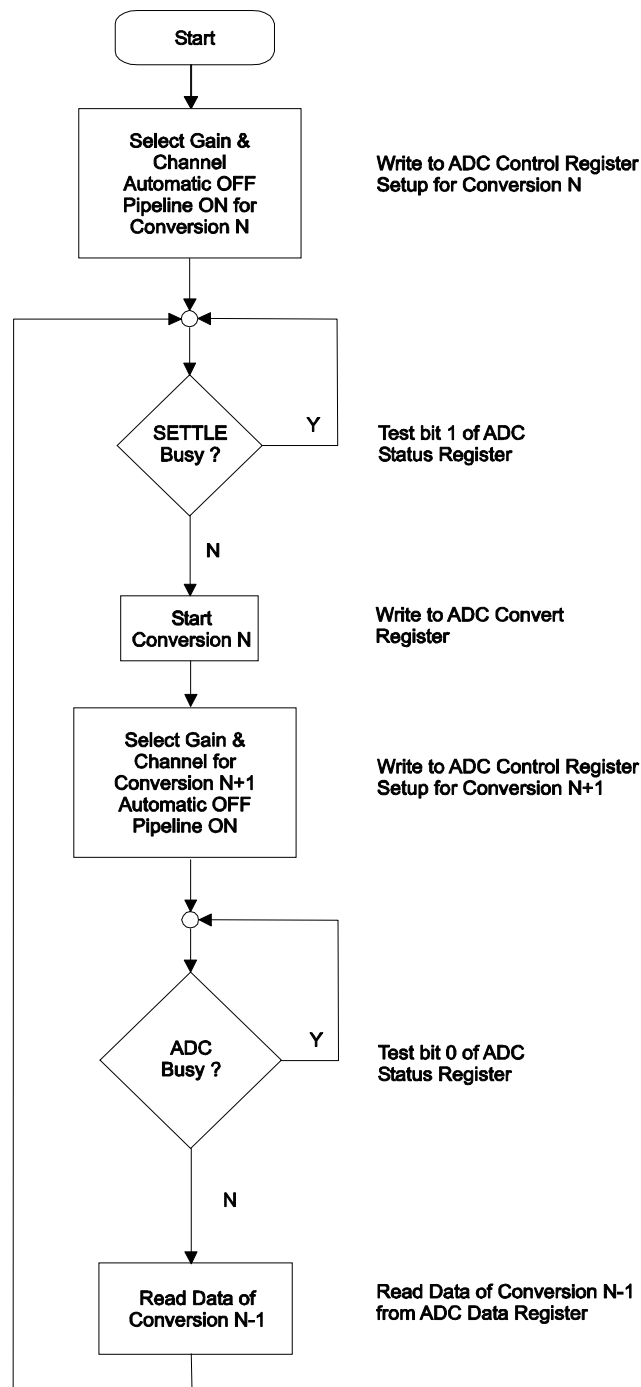 Start
Select Gain &
Channel
Automatic OFF
Pipeline ON for
Conversion N
Write to ADC Control Register
Setup for Conversion N
SETTLE
Busy ?
Y
Test bit 1 of ADC
Status Register
N
Start
Conversion N
Write to ADC Convert
Register
Select Gain &
Channel for
Conversion N+1
Automatic OFF
Pipeline ON
Write to ADC Control Register
Setup for Conversion N+1
ADC
Busy ?
Y
Test bit 0 of ADC
Status Register
N
Read Data of
Conversion N-1
Read Data of Conversion N-1
from ADC Data Register